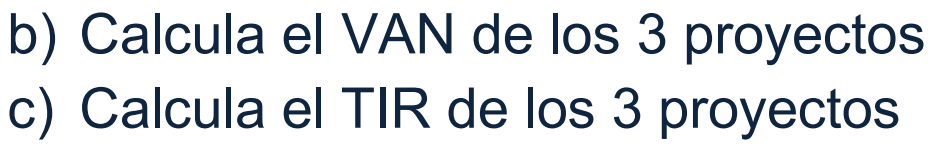 b) Calcula el VAN de los 3 proyectos
c) Calcula el TIR de los 3 proyectos